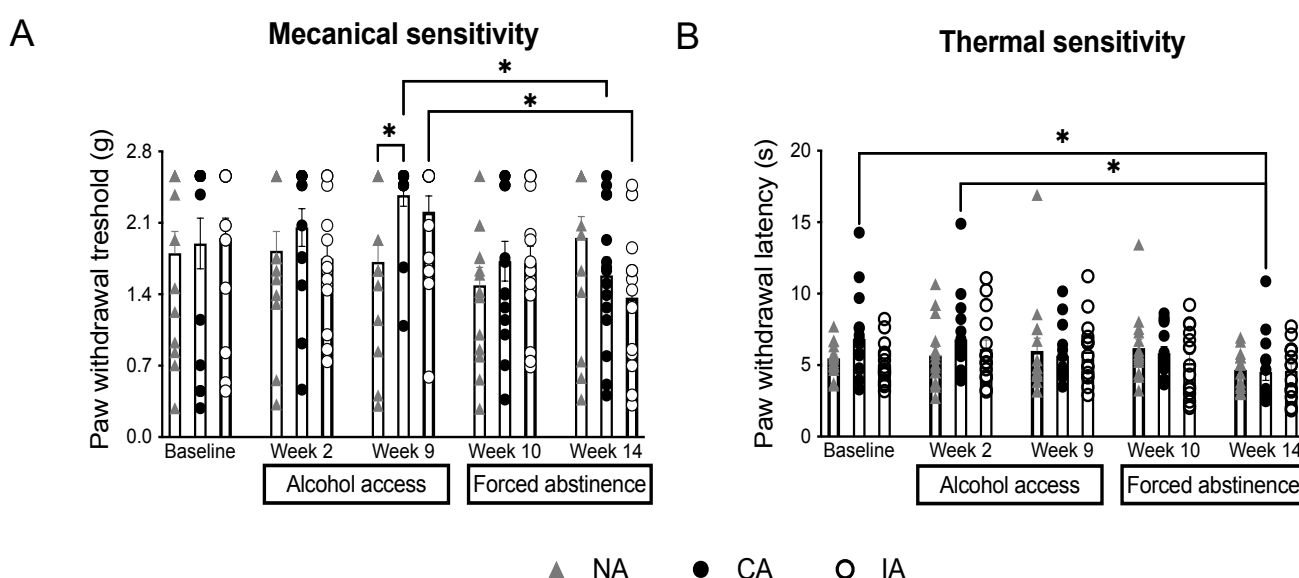 A
Mecanical sensitivity
*
*
*
Paw withdrawal treshold (g)
2.8
2.1
1.4
0.7
0.0
Baseline Week 2 Week 9 Week 10 Week 14
Alcohol access Forced abstinence
B
Thermal sensitivity
*
*
Paw withdrawal latency (s)
20
15
10
5
0
Baseline Week 2 Week 9 Week 10 Week 14
Alcohol access Forced abstinence
NA CA IA